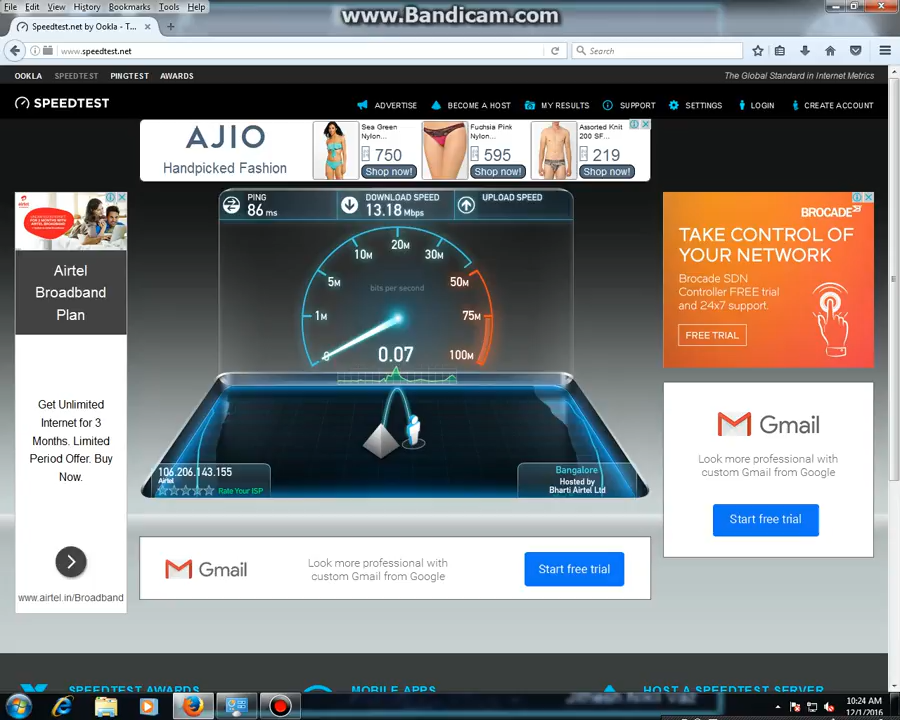 www.Bandicam.com
File Edit View History Bookmarks Tools Help
Speedtest.net by Ookla - T...
www.speedtest.net
Search
OOKLA SPEEDTEST PINGTEST AWARDS
The Global Standard in Internet Metrics
SPEEDTEST
ADVERTISE BECOME A HOST MY RESULTS SUPPORT SETTINGS LOGIN CREATE ACCOUNT
AJIO
Handpicked Fashion
Sea Green
Nylon...
750
Shop now!
Fuchsia Pink
Nylon...
595
Shop now!
Assorted Knit
200 SF...
219
Shop now!
PING
86 ms
DOWNLOAD SPEED
13.18 Mbps
UPLOAD SPEED
0
1M
5M
10M
20M
30M
50M
75M
100M
bits per second
0.07
106.206.143.155
Airtel
Rate Your ISP
Bangalore
Hosted by
Bharti Airtel Ltd
airtel
Airtel
Broadband
Plan
Get Unlimited
Internet for 3
Months. Limited
Period Offer. Buy
Now.
www.airtel.in/Broadband
BROCADE
TAKE CONTROL OF
YOUR NETWORK
Brocade SDN
Controller FREE trial
and 24x7 support.
FREE TRIAL
Gmail
Look more professional with
custom Gmail from Google
Start free trial
Gmail
Look more professional with
custom Gmail from Google
Start free trial
SPEEDTEST AWARDS
MOBILE APPS
HOST A SPEEDTEST SERVER
10:24 AM
12/1/2016